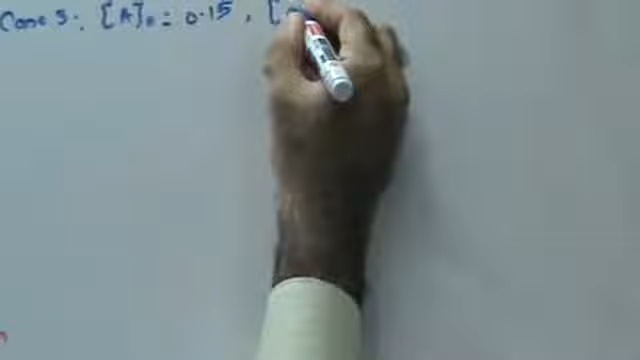 Case 5: [A]₀ = 0.15, [